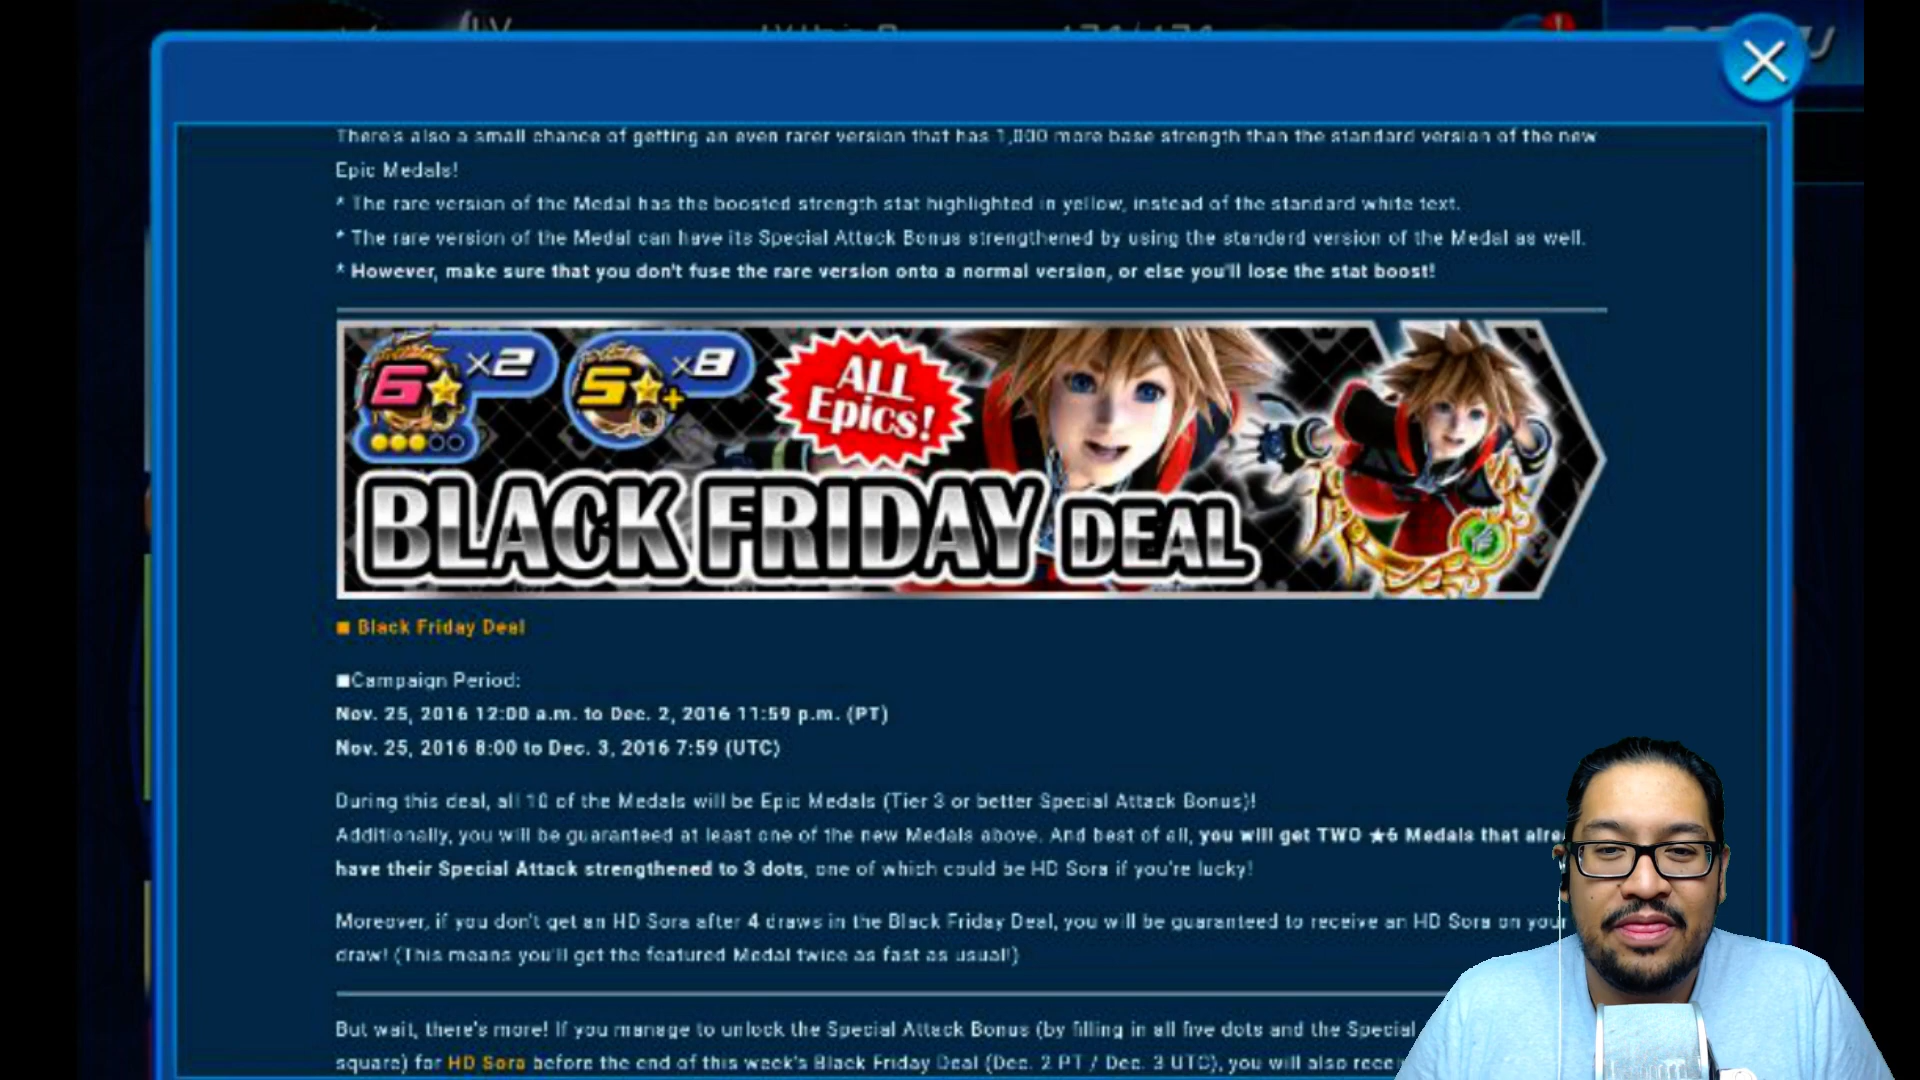 There's also a small chance of getting an even rarer version that has 1,000 more base strength than the standard version of the new
Epic Medals!
* The rare version of the Medal has the boosted strength stat highlighted in yellow, instead of the standard white text.
* The rare version of the Medal can have its Special Attack Bonus strengthened by using the standard version of the Medal as well.
* However, make sure that you don't fuse the rare version onto a normal version, or else you'll lose the stat boost!
6★ ×2 5★+ ×8
ALL
Epics!
BLACK FRIDAY DEAL
■ Black Friday Deal
■Campaign Period:
Nov. 25, 2016 12:00 a.m. to Dec. 2, 2016 11:59 p.m. (PT)
Nov. 25, 2016 8:00 to Dec. 3, 2016 7:59 (UTC)
During this deal, all 10 of the Medals will be Epic Medals (Tier 3 or better Special Attack Bonus)!
Additionally, you will be guaranteed at least one of the new Medals above. And best of all, you will get TWO ★6 Medals that alre
have their Special Attack strengthened to 3 dots, one of which could be HD Sora if you're lucky!
Moreover, if you don't get an HD Sora after 4 draws in the Black Friday Deal, you will be guaranteed to receive an HD Sora on your
draw! (This means you'll get the featured Medal twice as fast as usual!)
But wait, there's more! If you manage to unlock the Special Attack Bonus (by filling in all five dots and the Special
square) for HD Sora before the end of this week's Black Friday Deal (Dec. 2 PT / Dec. 3 UTC), you will also rece